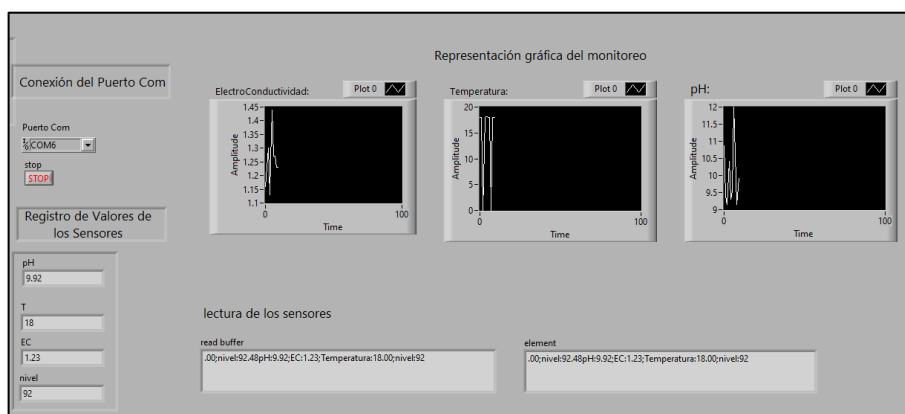 Representación gráfica del monitoreo
Conexión del Puerto Com
Puerto Com
COM6
stop
STOP
Registro de Valores de
los Sensores
pH
9.92
T
18
EC
1.23
nivel
92
ElectroConductividad:
Plot 0
Amplitude
1.45
1.4
1.35
1.3
1.25
1.2
1.15
1.1
0
100
Time
Temperatura:
Plot 0
Amplitude
20
15
10
5
0
0
100
Time
pH:
Plot 0
Amplitude
12
11.5
11
10.5
10
9.5
9
0
100
Time
lectura de los sensores
read buffer
.00;nivel:92.48pH:9.92;EC:1.23;Temperatura:18.00;nivel:92
element
.00;nivel:92.48pH:9.92;EC:1.23;Temperatura:18.00;nivel:92